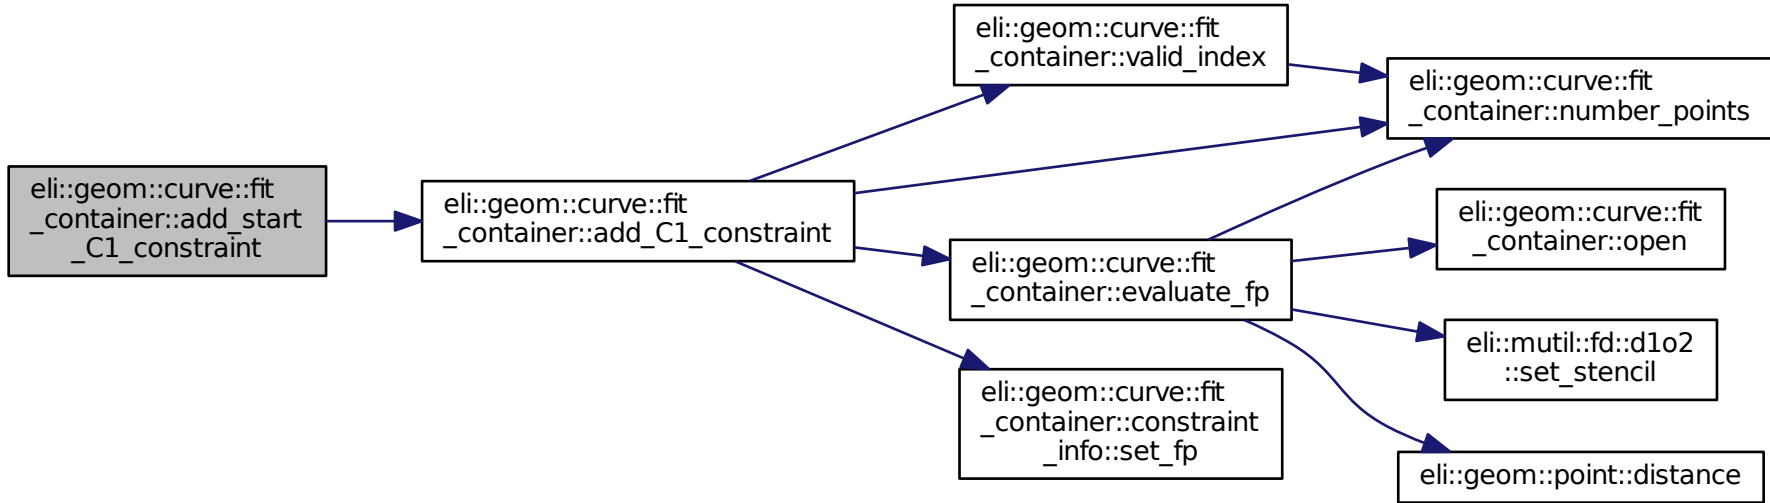 eli::geom::curve::fit
_container::add_start
_C1_constraint
eli::geom::curve::fit
_container::add_C1_constraint
eli::geom::curve::fit
_container::valid_index
eli::geom::curve::fit
_container::number_points
eli::geom::curve::fit
_container::evaluate_fp
eli::geom::curve::fit
_container::open
eli::mutil::fd::d1o2
::set_stencil
eli::geom::curve::fit
_container::constraint
_info::set_fp
eli::geom::point::distance